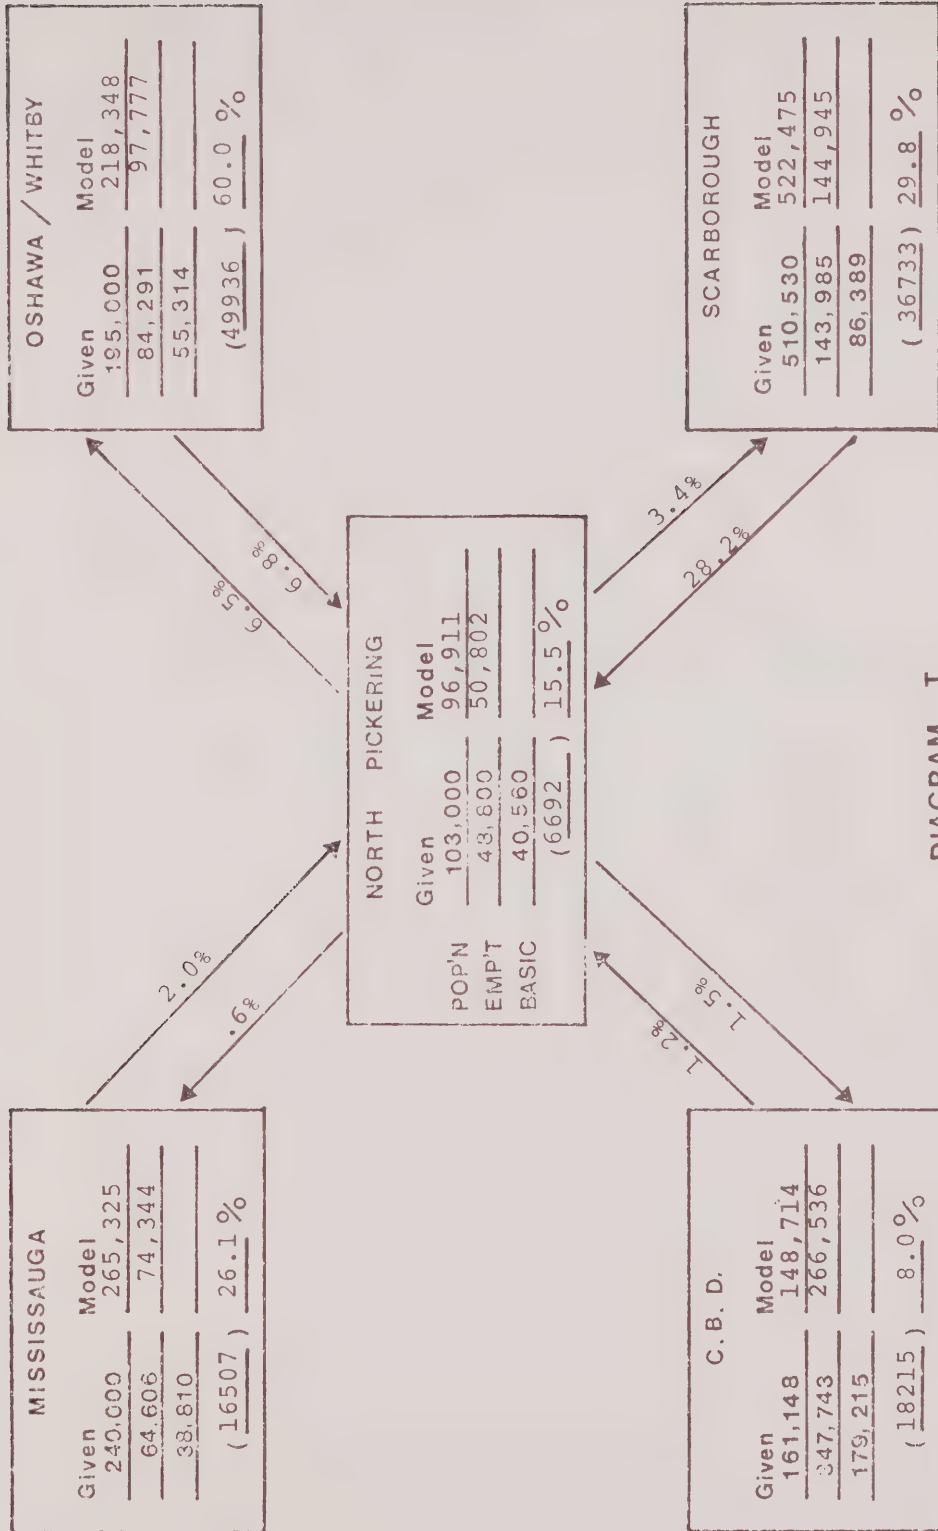 MISSISSAUGA
Given Model
240,000 265,325
64.606 74,344
38,810
(16507) 26.1%
OSHAWA / WHITBY
Given Model
195,000 218,348
84,291 97,777
55,314
(49936) 60.0 %
2.0%
.6%
6.5%
6.8%
NORTH PICKERING
Given Model
POP'N 103,000 96,911
EMP'T 43,600 50,802
BASIC 40,560
(6692) 15.5%
1.2%
1.5%
3.4%
28.2%
C.B.D.
Given Model
161,148 148,714
347,743 266,536
179,215
(18215) 8.0%
SCARBOROUGH
Given Model
510,530 522,475
143,985 144,945
86,389
(36733) 29.8 %
DIAGRAM